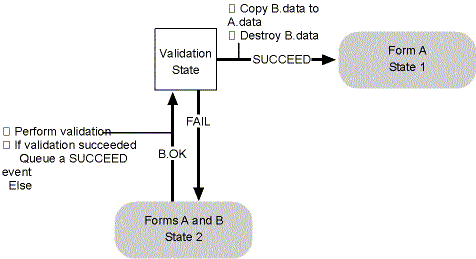 ▯ Copy B.data to
A.data
▯ Destroy B.data
Validation
State
SUCCEED
Form A
State 1
FAIL
▯ Perform validation
▯ If validation succeeded
Queue a SUCCEED
event
Else
B.OK
Forms A and B
State 2